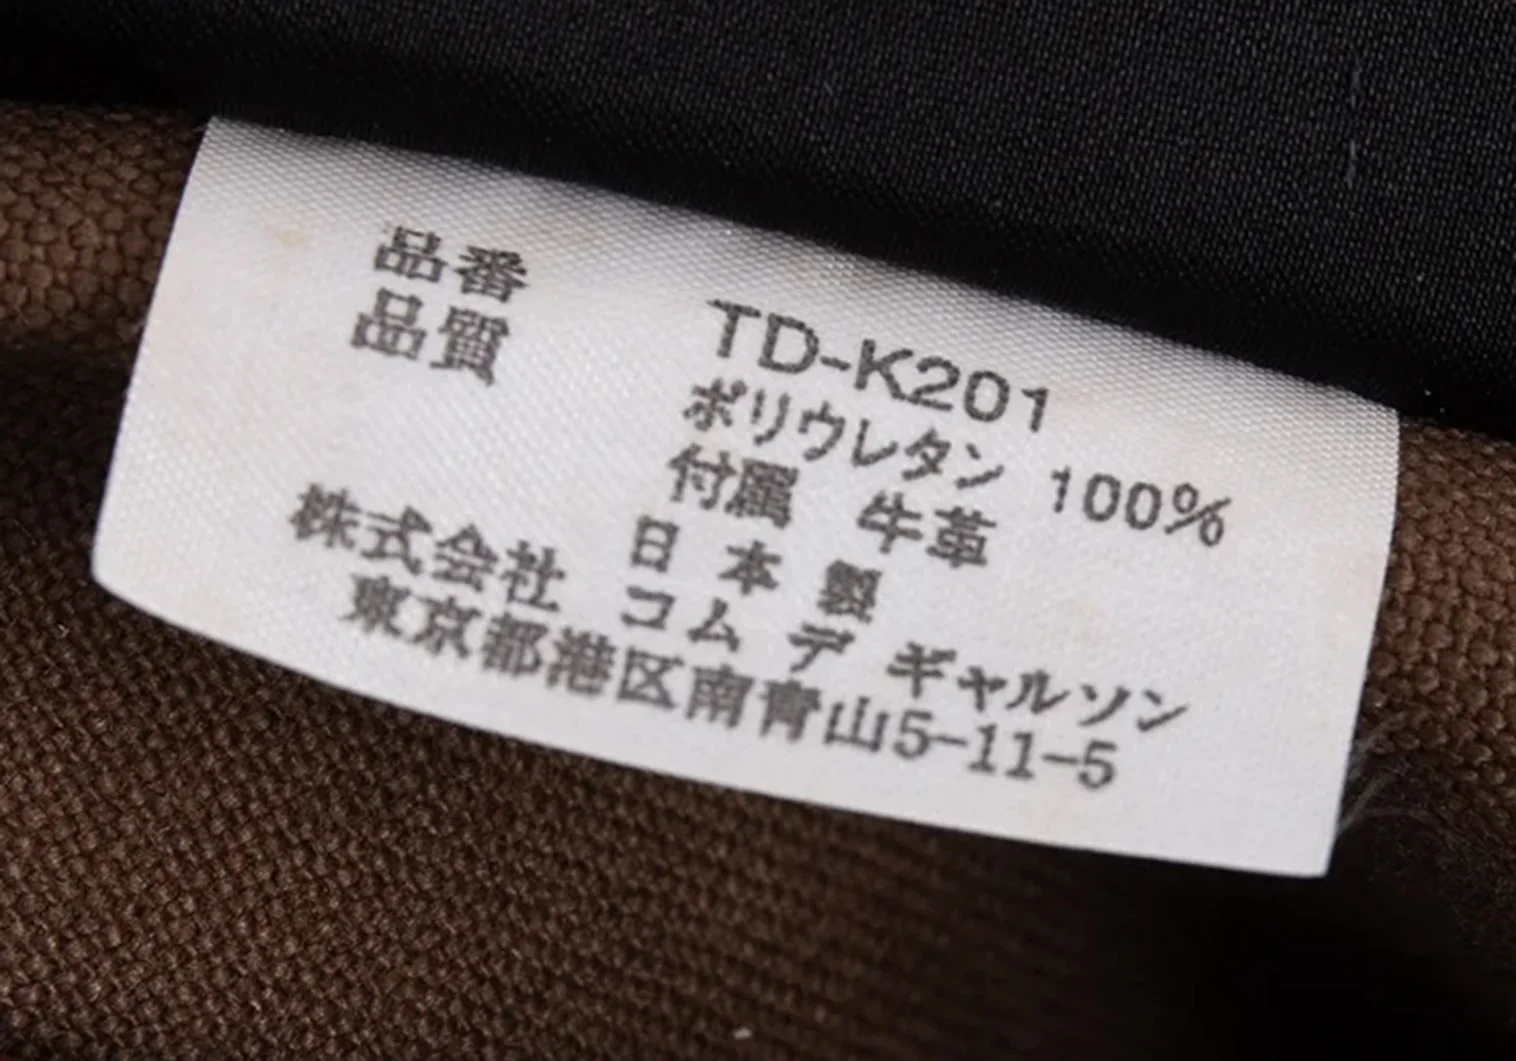 品番 TD-K201
品質 ポリウレタン 100%
付属 牛革
日本製
株式会社 コム デ ギャルソン
東京都港区南青山5-11-5